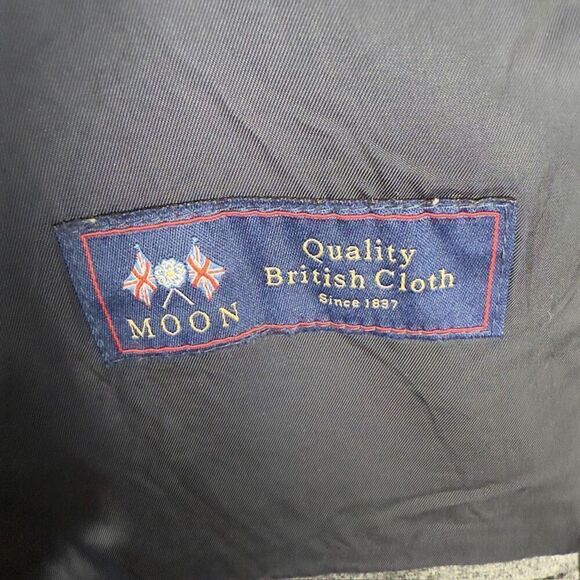 MOON
Quality
British Cloth
Since 1837